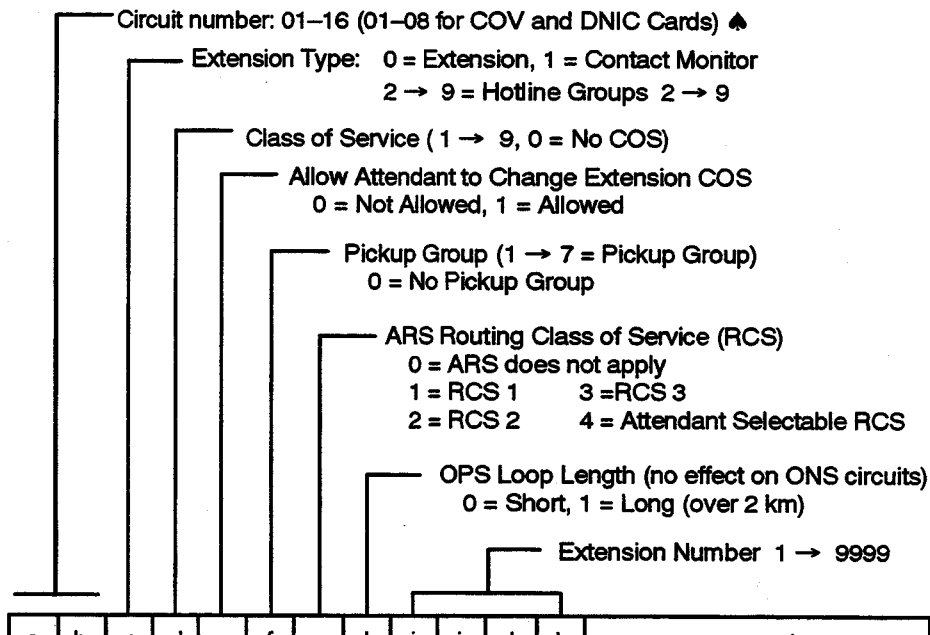 Circuit number: 01–16 (01–08 for COV and DNIC Cards) ♠
Extension Type: 0 = Extension, 1 = Contact Monitor
2 → 9 = Hotline Groups 2 → 9
Class of Service ( 1 → 9, 0 = No COS)
Allow Attendant to Change Extension COS
0 = Not Allowed, 1 = Allowed
Pickup Group (1 → 7 = Pickup Group)
0 = No Pickup Group
ARS Routing Class of Service (RCS)
0 = ARS does not apply
1 = RCS 1 3 =RCS 3
2 = RCS 2 4 = Attendant Selectable RCS
OPS Loop Length (no effect on ONS circuits)
0 = Short, 1 = Long (over 2 km)
Extension Number 1 → 9999